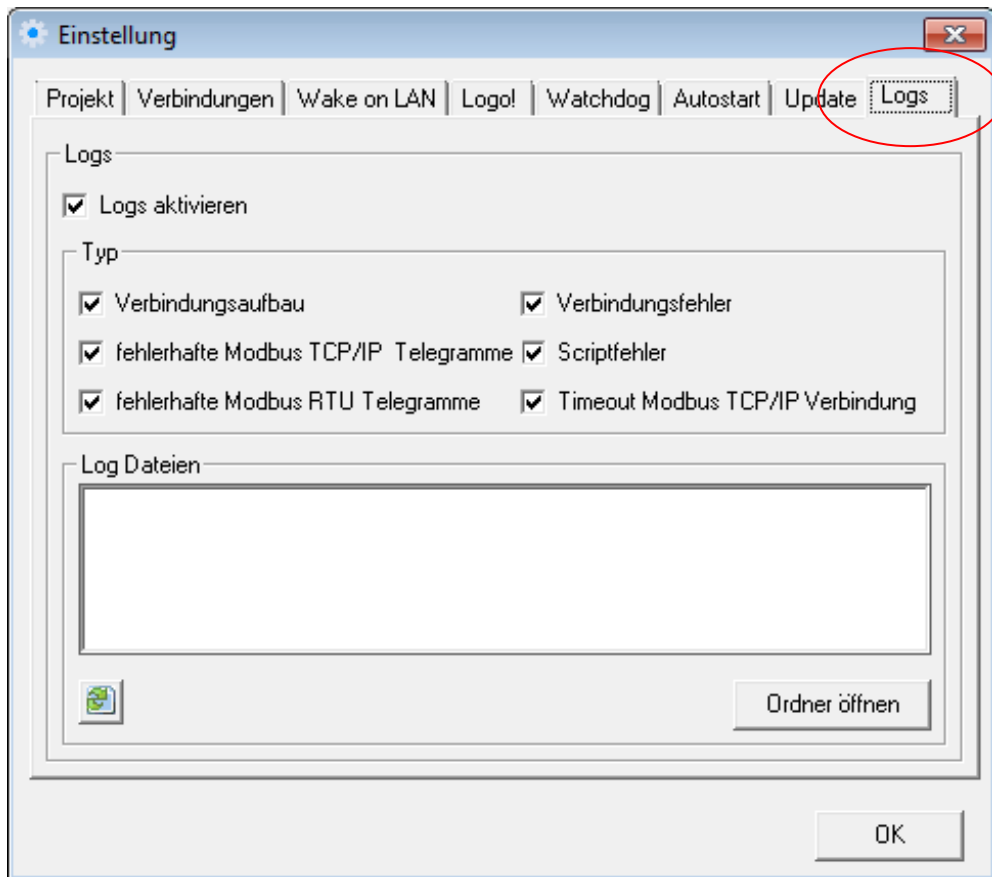 Einstellung
Projekt Verbindungen Wake on LAN Logo! Watchdog Autostart Update Logs
Logs
Logs aktivieren
Typ
Verbindungsaufbau Verbindungsfehler
fehlerhafte Modbus TCP/IP Telegramme Scriptfehler
fehlerhafte Modbus RTU Telegramme Timeout Modbus TCP/IP Verbindung
Log Dateien
Ordner öffnen
OK